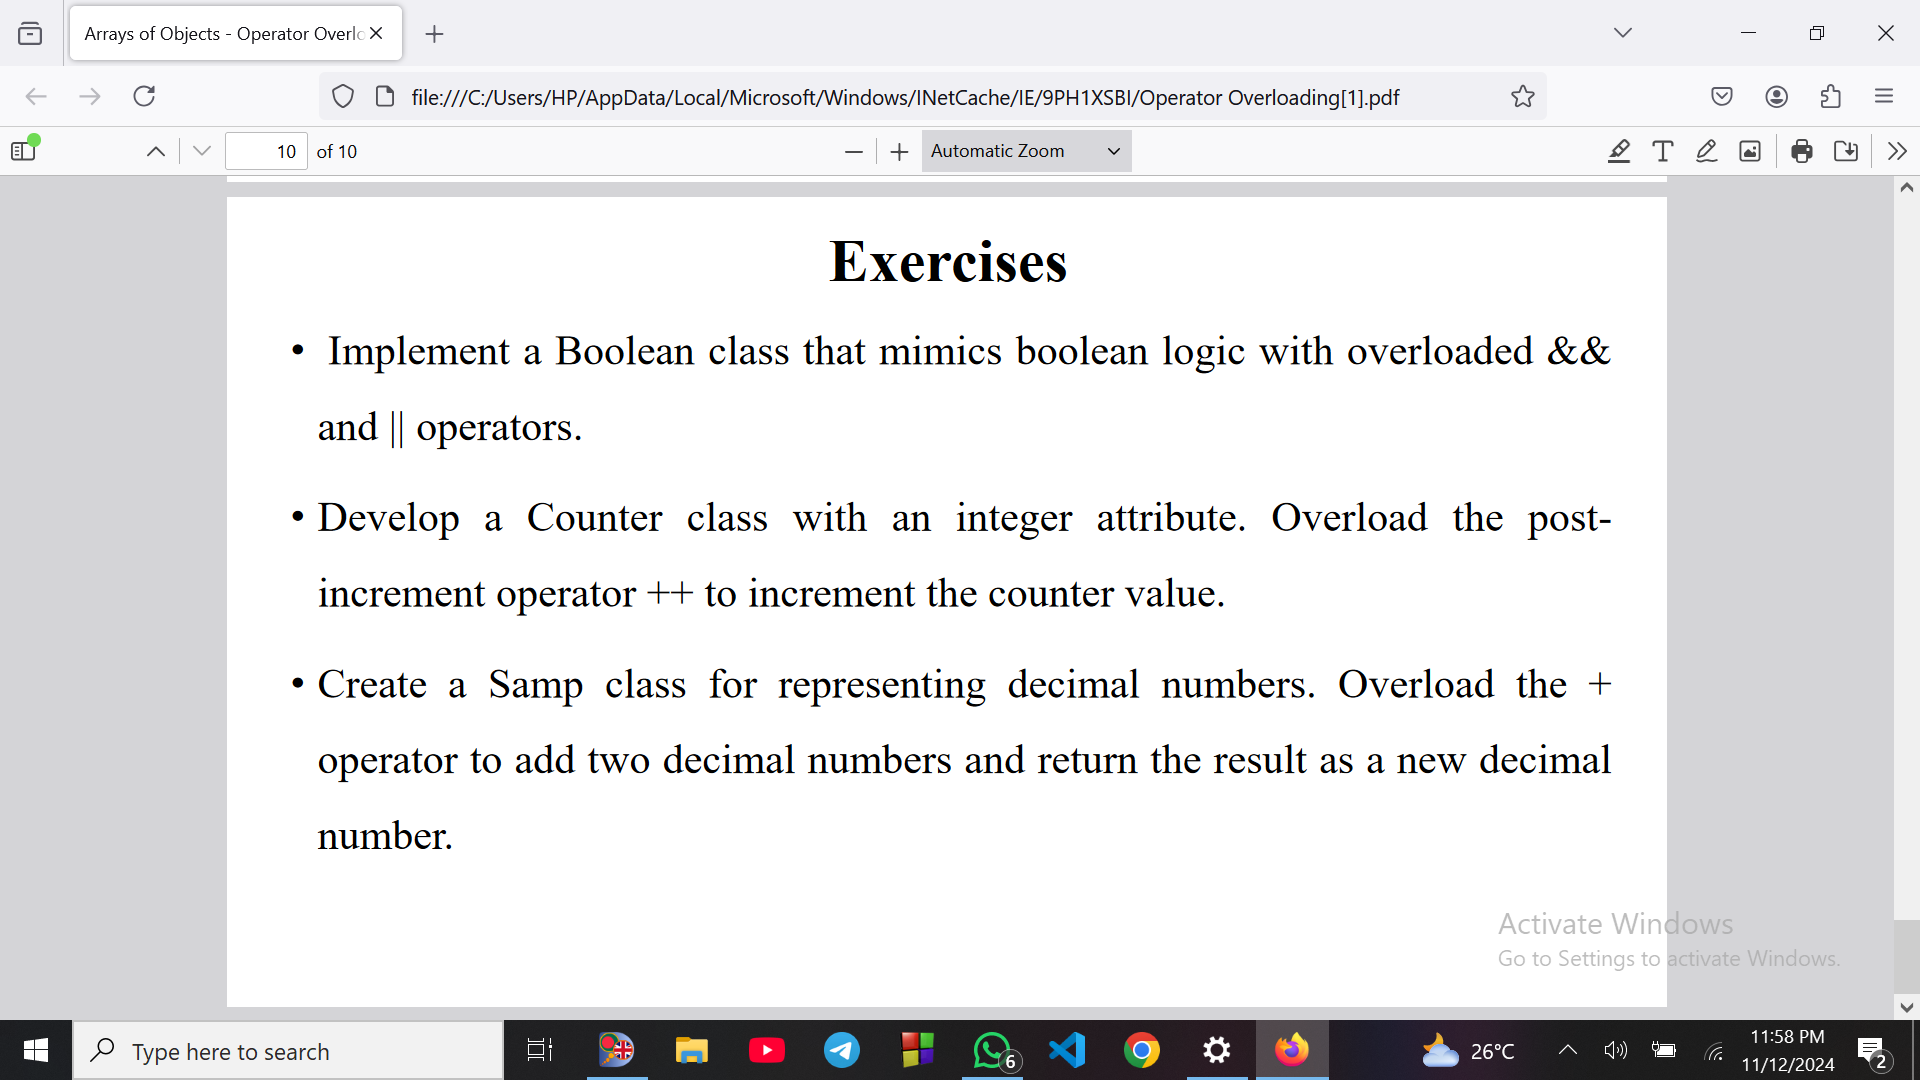 Arrays of Objects - Operator Overlo
file:///C:/Users/HP/AppData/Local/Microsoft/Windows/INetCache/IE/9PH1XSBI/Operator Overloading[1].pdf
10 of 10
Automatic Zoom
Exercises
• Implement a Boolean class that mimics boolean logic with overloaded &&
and || operators.
• Develop a Counter class with an integer attribute. Overload the post-
increment operator ++ to increment the counter value.
• Create a Samp class for representing decimal numbers. Overload the +
operator to add two decimal numbers and return the result as a new decimal
number.
Activate Windows
Go to Settings to activate Windows.
Type here to search
6
26°C
11:58 PM
11/12/2024
2